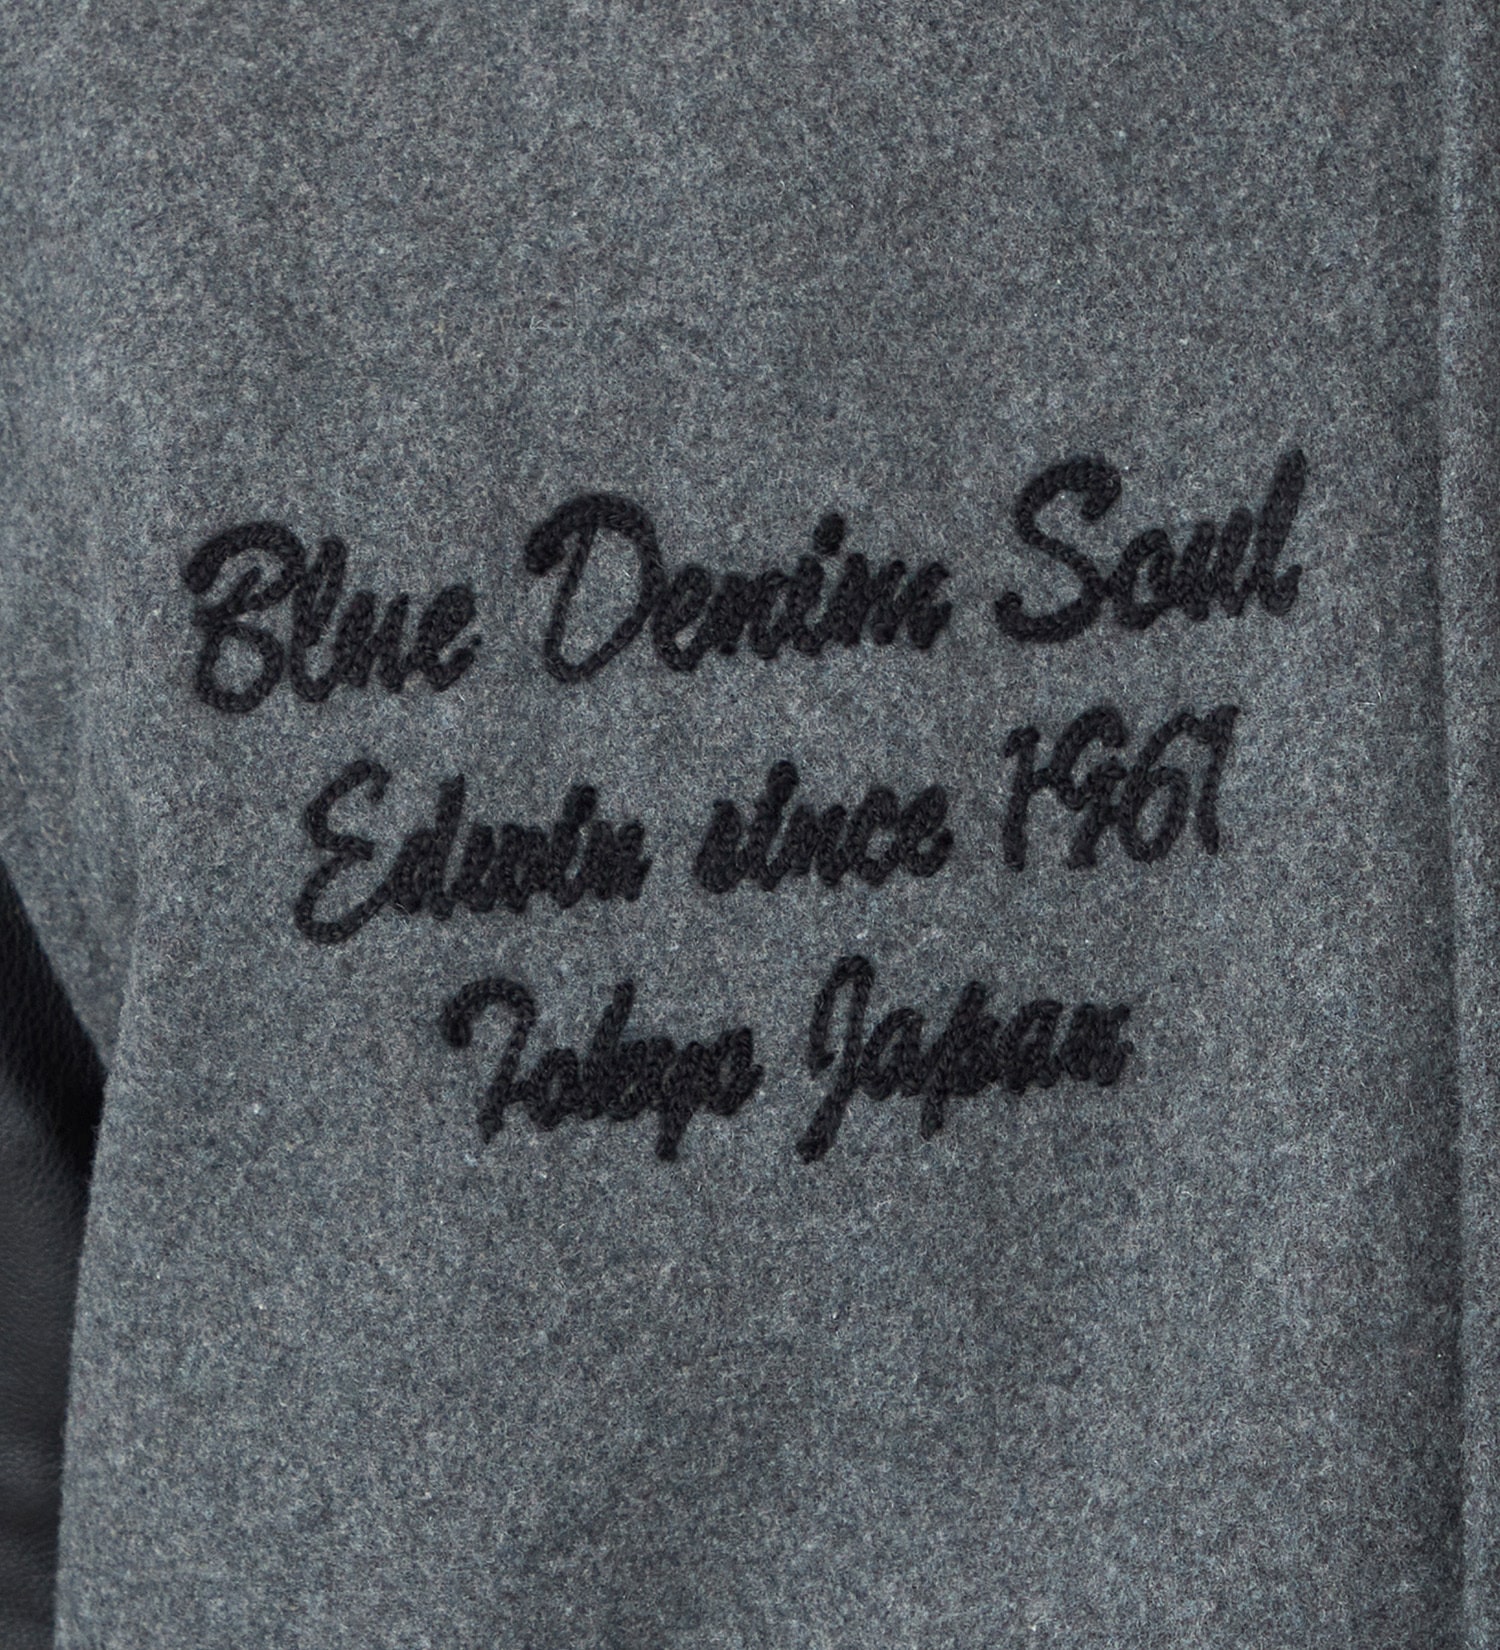 Blue Denim Soul
Edwin since 1961
Tokyo Japan